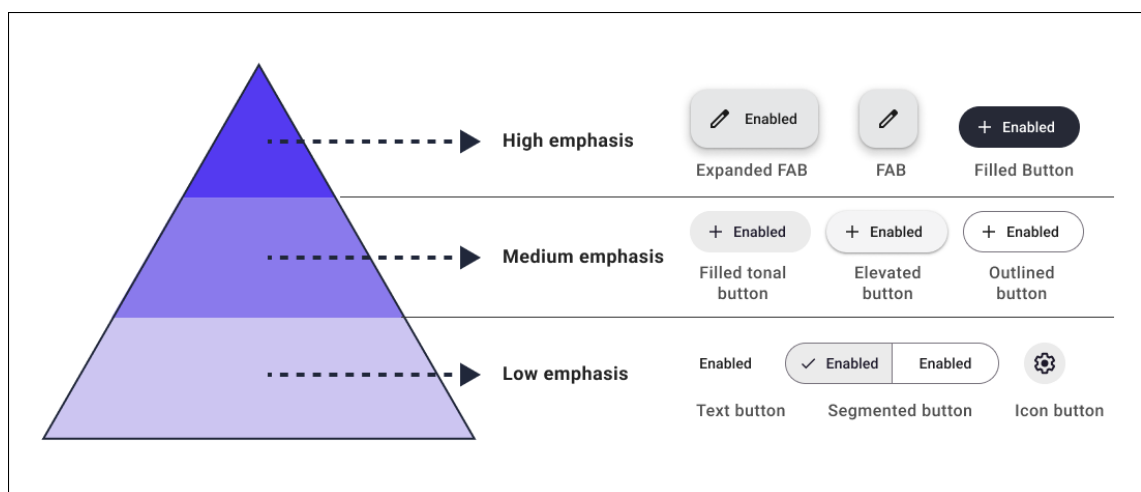 High emphasis
Enabled
+ Enabled
Expanded FAB
FAB
Filled Button
Medium emphasis
+ Enabled
+ Enabled
+ Enabled
Filled tonal
button
Elevated
button
Outlined
button
Low emphasis
Enabled
Enabled
Enabled
Text button
Segmented button
Icon button